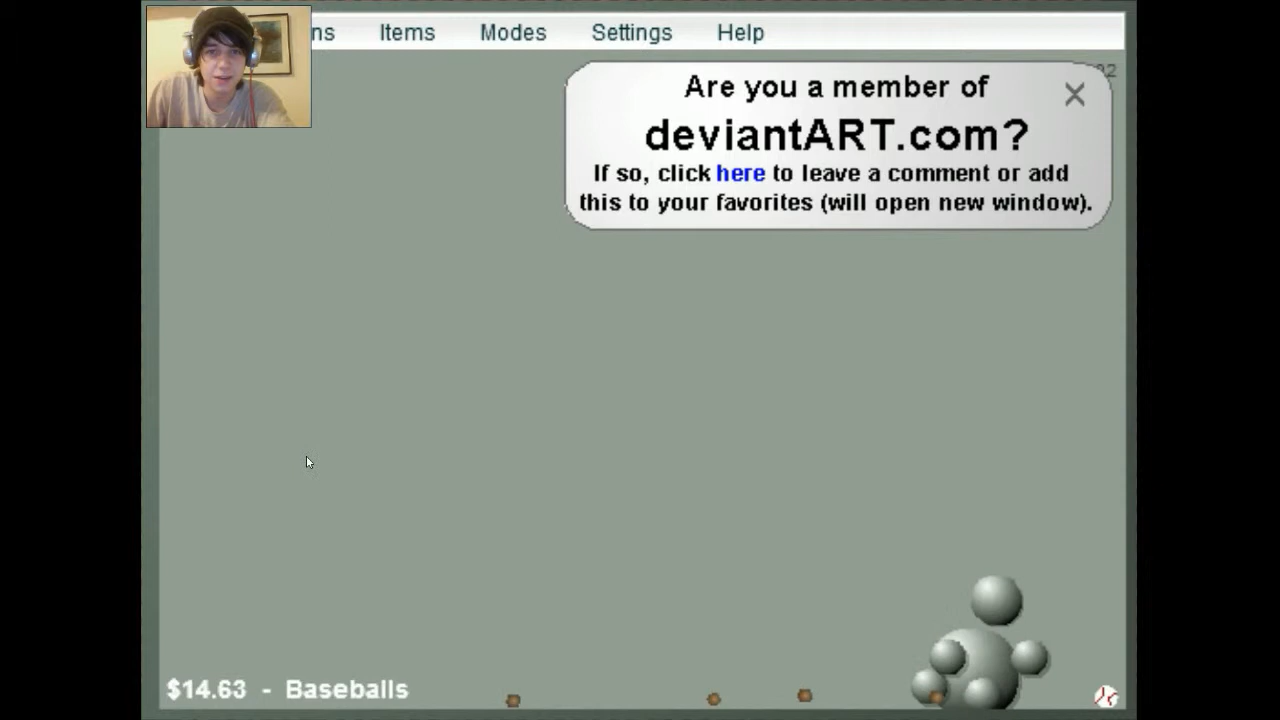 ns Items Modes Settings Help
02
Are you a member of
deviantART.com?
If so, click here to leave a comment or add
this to your favorites (will open new window).
$14.63 - Baseballs